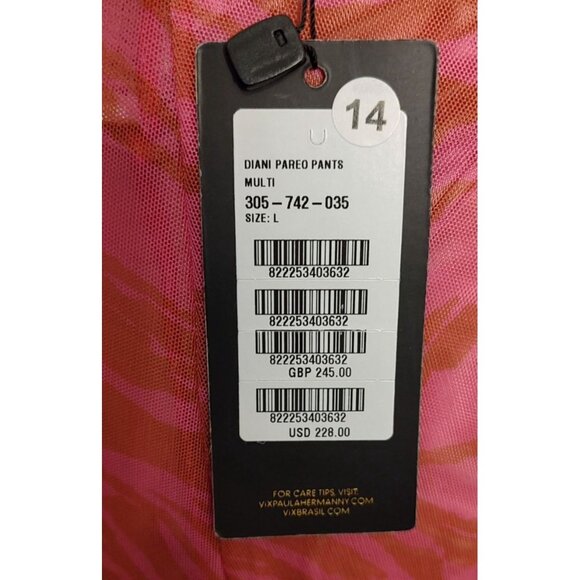 14
DIANI PAREO PANTS
MULTI
305-742-035
SIZE: L
822253403632
822253403632
822253403632
GBP 245.00
822253403632
USD 228.00
FOR CARE TIPS, VISIT:
ViXPAULAHERMANNY.COM
ViXBRASIL.COM